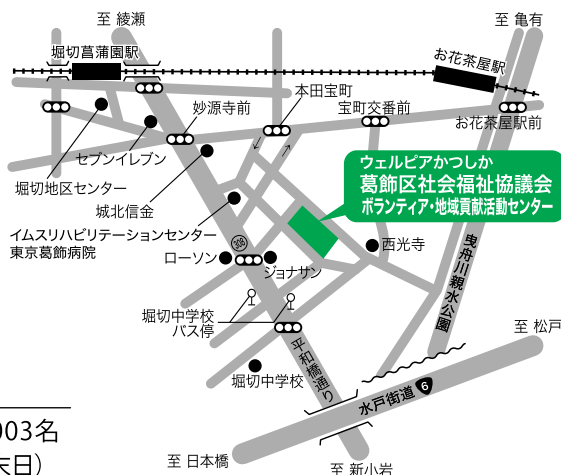 至 綾瀬
至 亀有
堀切菖蒲園駅
お花茶屋駅
本田宝町
妙源寺前
宝町交番前
お花茶屋駅前
セブンイレブン
堀切地区センター
城北信金
ウェルピアかつしか
葛飾区社会福祉協議会
ボランティア・地域貢献活動センター
イムスリハビリテーションセンター
東京葛飾病院
308
西光寺
ローソン
ジョナサン
曳舟川親水公園
堀切中学校
バス停
至 松戸
平和橋通り
堀切中学校
水戸街道 6
003名
末日）
至 日本橋
至 新小岩